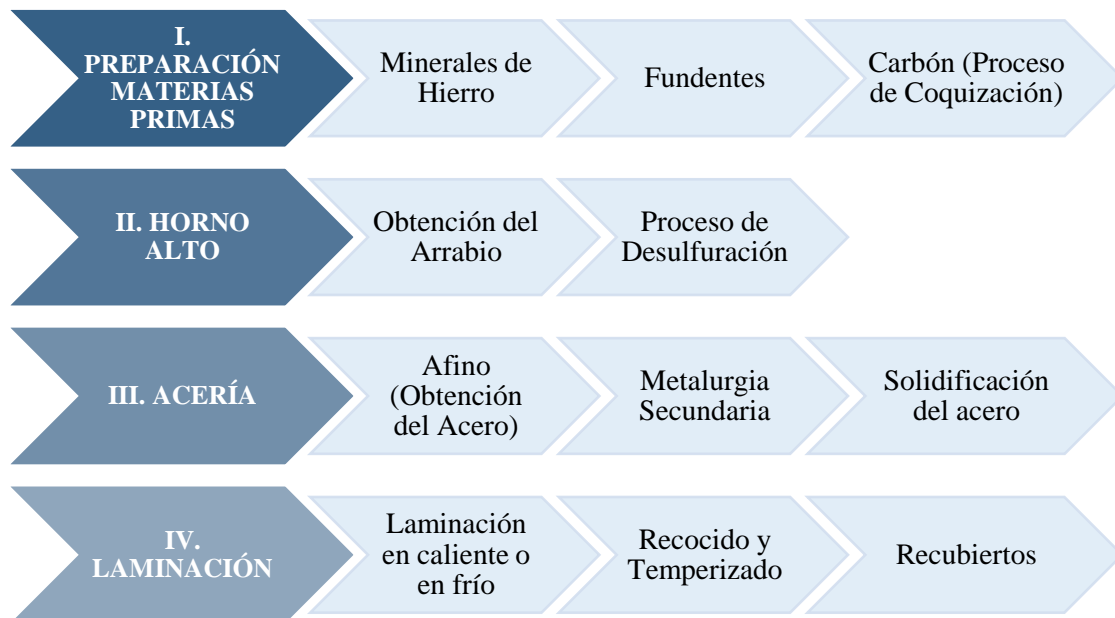 I.
PREPARACIÓN
MATERIAS
PRIMAS
Minerales de
Hierro
Fundentes
Carbón (Proceso
de Coquización)
II. HORNO
ALTO
Obtención del
Arrabio
Proceso de
Desulfuración
III. ACERÍA
Afino
(Obtención
del Acero)
Metalurgia
Secundaria
Solidificación
del acero
IV.
LAMINACIÓN
Laminación
en caliente o
en frío
Recocido y
Temperizado
Recubiertos